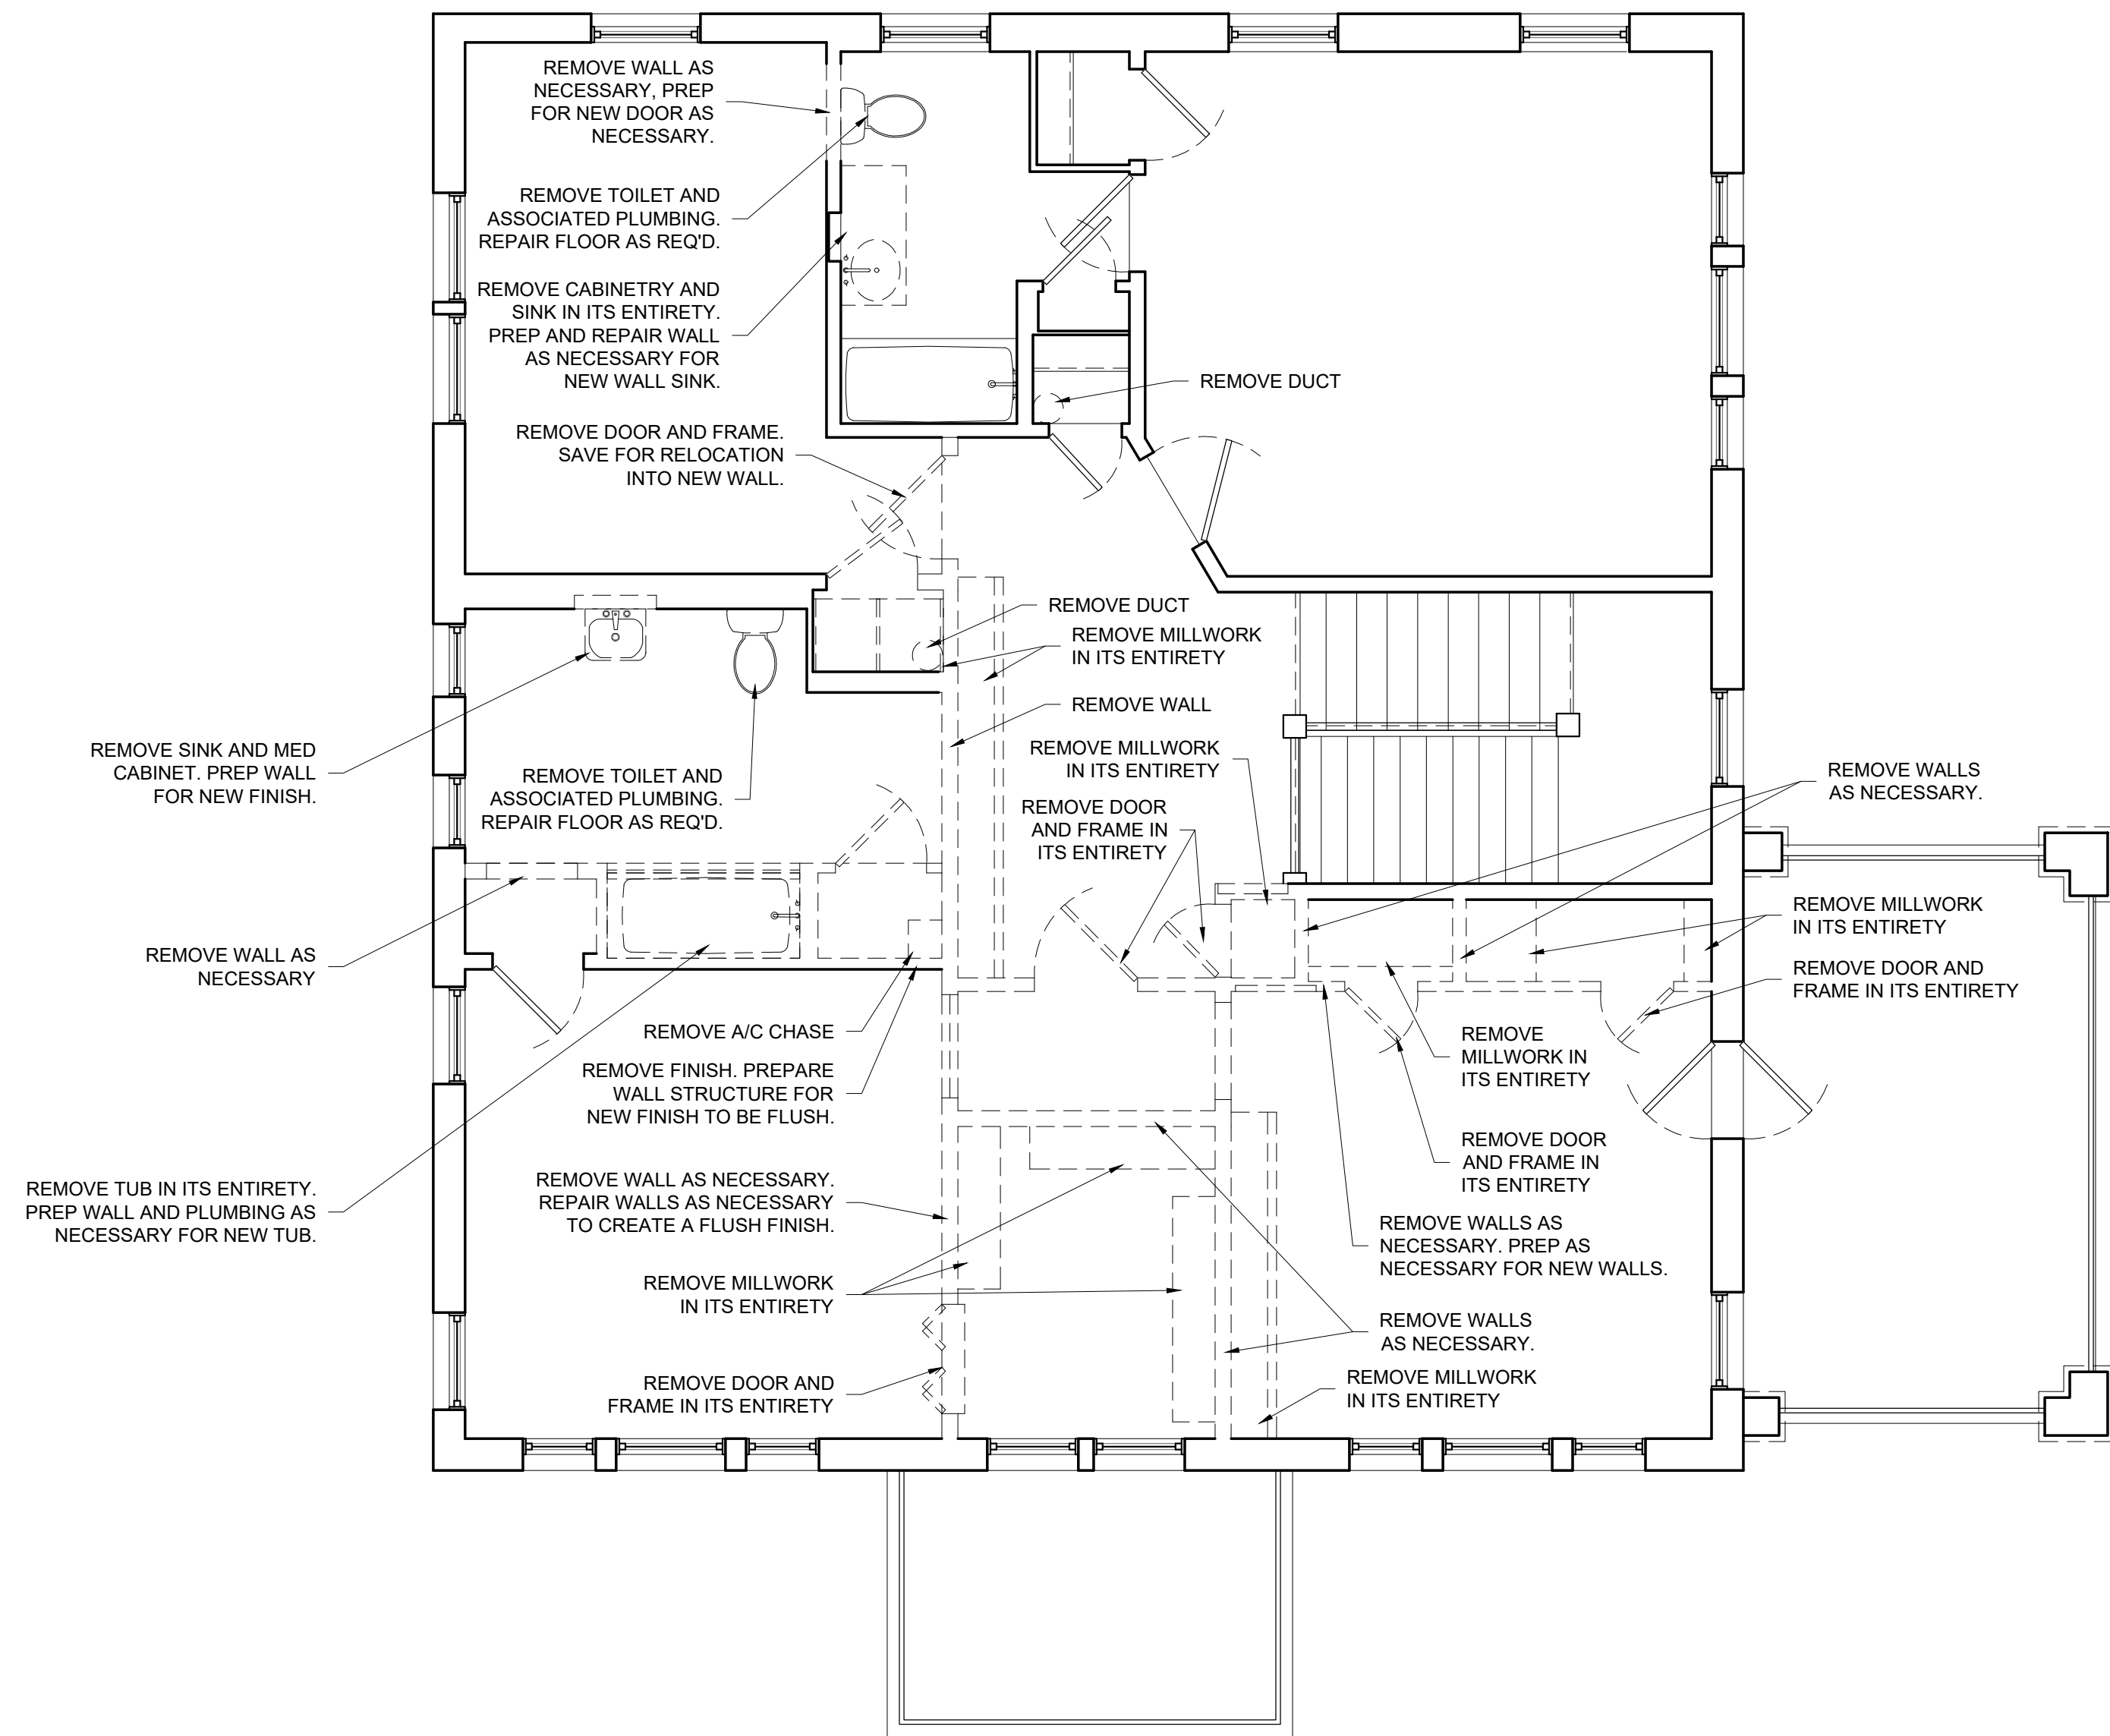 REMOVE WALL AS
NECESSARY, PREP
FOR NEW DOOR AS
NECESSARY.
REMOVE TOILET AND
ASSOCIATED PLUMBING.
REPAIR FLOOR AS REQ'D.
REMOVE CABINETRY AND
SINK IN ITS ENTIRETY.
PREP AND REPAIR WALL
AS NECESSARY FOR
NEW WALL SINK.
REMOVE DUCT
REMOVE DOOR AND FRAME.
SAVE FOR RELOCATION
INTO NEW WALL.
REMOVE DUCT
REMOVE MILLWORK
IN ITS ENTIRETY
REMOVE WALL
REMOVE MILLWORK
IN ITS ENTIRETY
REMOVE SINK AND MED
CABINET. PREP WALL
FOR NEW FINISH.
REMOVE TOILET AND
ASSOCIATED PLUMBING.
REPAIR FLOOR AS REQ'D.
REMOVE DOOR
AND FRAME IN
ITS ENTIRETY
REMOVE WALLS
AS NECESSARY.
REMOVE MILLWORK
IN ITS ENTIRETY
REMOVE WALL AS
NECESSARY
REMOVE DOOR AND
FRAME IN ITS ENTIRETY
REMOVE A/C CHASE
REMOVE
MILLWORK IN
ITS ENTIRETY
REMOVE FINISH. PREPARE
WALL STRUCTURE FOR
NEW FINISH TO BE FLUSH.
REMOVE DOOR
AND FRAME IN
ITS ENTIRETY
REMOVE TUB IN ITS ENTIRETY.
PREP WALL AND PLUMBING AS
NECESSARY FOR NEW TUB.
REMOVE WALL AS NECESSARY.
REPAIR WALLS AS NECESSARY
TO CREATE A FLUSH FINISH.
REMOVE WALLS AS
NECESSARY. PREP AS
NECESSARY FOR NEW WALLS.
REMOVE MILLWORK
IN ITS ENTIRETY
REMOVE WALLS
AS NECESSARY.
REMOVE DOOR AND
FRAME IN ITS ENTIRETY
REMOVE MILLWORK
IN ITS ENTIRETY